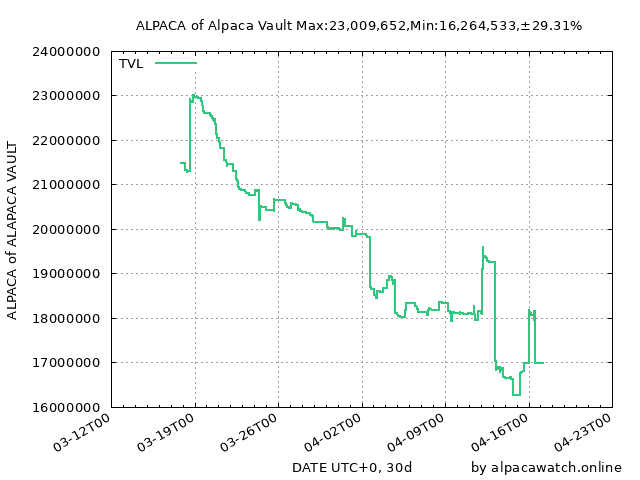 ALPACA of Alpaca Vault Max:23,009,652,Min:16,264,533,±29.31%
TVL
24000000
23000000
22000000
21000000
20000000
19000000
18000000
17000000
16000000
ALPACA of ALAPACA VAULT
03-12T00
03-19T00
03-26T00
04-02T00
04-09T00
04-16T00
04-23T00
DATE UTC+0, 30d
by alpacawatch.online